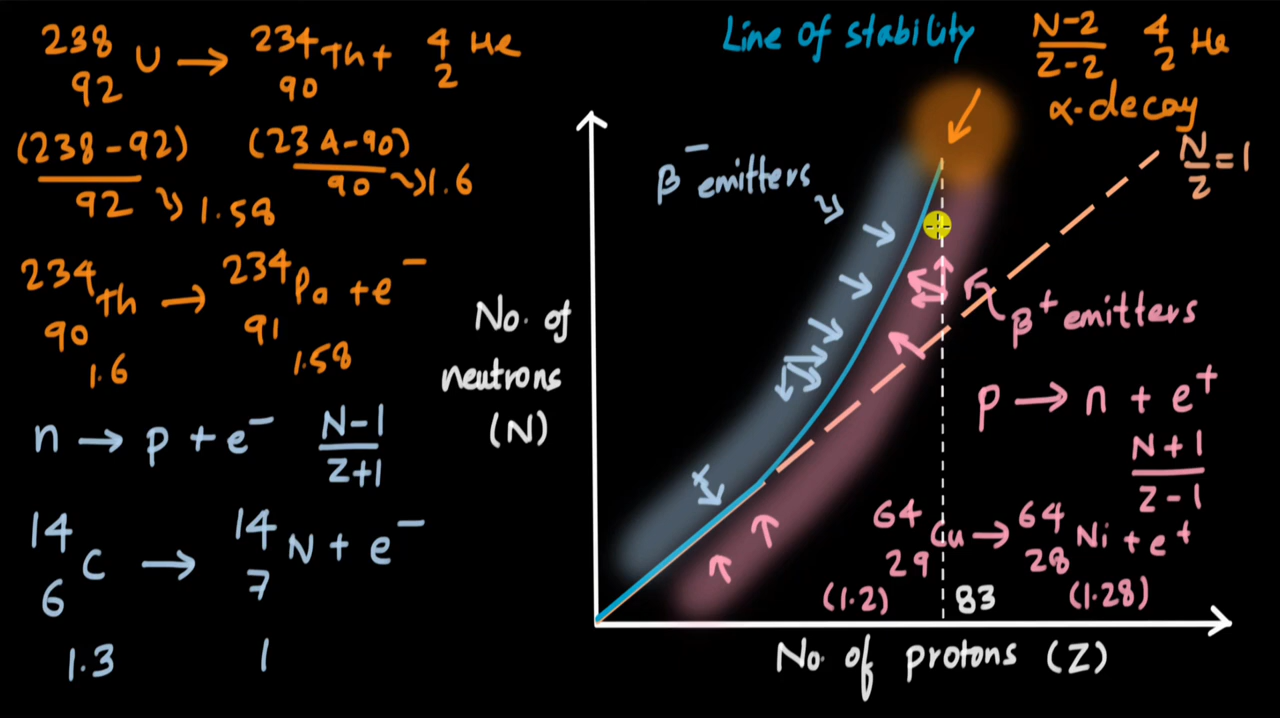 238
92 U → 234
90 Th + 4
2 He
(238-92)
92 ↘ 1.58
(234-90)
90 ↘ 1.6
234
90 Th → 234
91 Pa + e⁻
1.6
1.58
n → p + e⁻
N-1
Z+1
14
6 C → 14
7 N + e⁻
1.3
1
Line of stability
N-2
Z-2
4
2 He
α-decay
N
Z = 1
β⁻ emitters
β⁺ emitters
No. of
neutrons
(N)
p → n + e⁺
N+1
Z-1
64
29 Cu → 64
28 Ni + e⁺
(1.2)
83
(1.28)
No. of protons (Z)